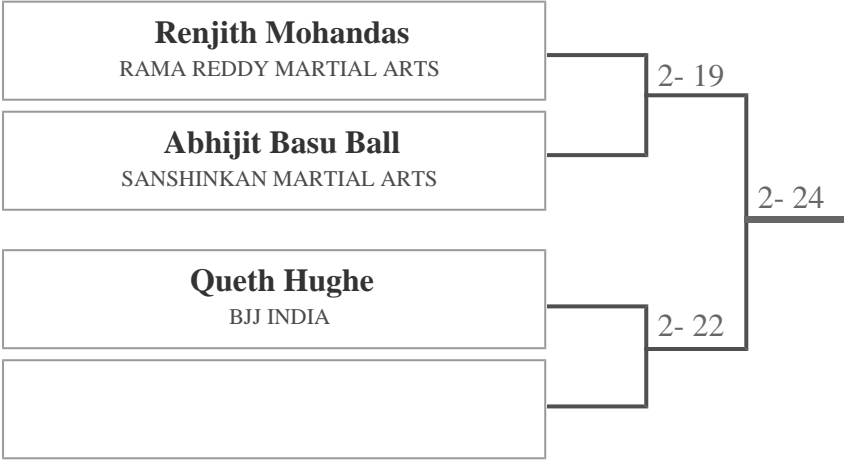 Renjith Mohandas
RAMA REDDY MARTIAL ARTS
2- 19
Abhijit Basu Ball
SANSHINKAN MARTIAL ARTS
2- 24
Queth Hughe
BJJ INDIA
2- 22